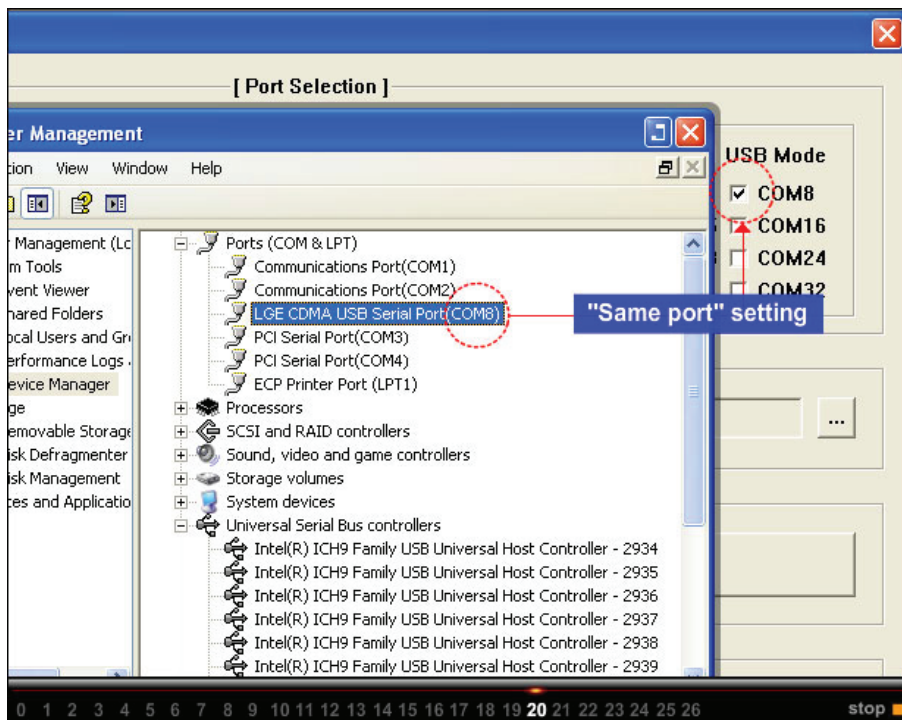 [ Port Selection ]
er Management
tion View Window Help
USB Mode
COM8
COM16
COM24
COM32
"Same port" setting
r Management (Lc
m Tools
vent Viewer
hared Folders
ocal Users and Gr
erformance Logs
evice Manager
ge
emovable Storage
isk Defragmenter
isk Management
ces and Applicatio
Ports (COM & LPT)
Communications Port(COM1)
Communications Port(COM2)
LGE CDMA USB Serial Port(COM8)
PCI Serial Port(COM3)
PCI Serial Port(COM4)
ECP Printer Port (LPT1)
Processors
SCSI and RAID controllers
Sound, video and game controllers
Storage volumes
System devices
Universal Serial Bus controllers
Intel(R) ICH9 Family USB Universal Host Controller - 2934
Intel(R) ICH9 Family USB Universal Host Controller - 2935
Intel(R) ICH9 Family USB Universal Host Controller - 2936
Intel(R) ICH9 Family USB Universal Host Controller - 2937
Intel(R) ICH9 Family USB Universal Host Controller - 2938
Intel(R) ICH9 Family USB Universal Host Controller - 2939
...
0 1 2 3 4 5 6 7 8 9 10 11 12 13 14 15 16 17 18 19 20 21 22 23 24 25 26 stop